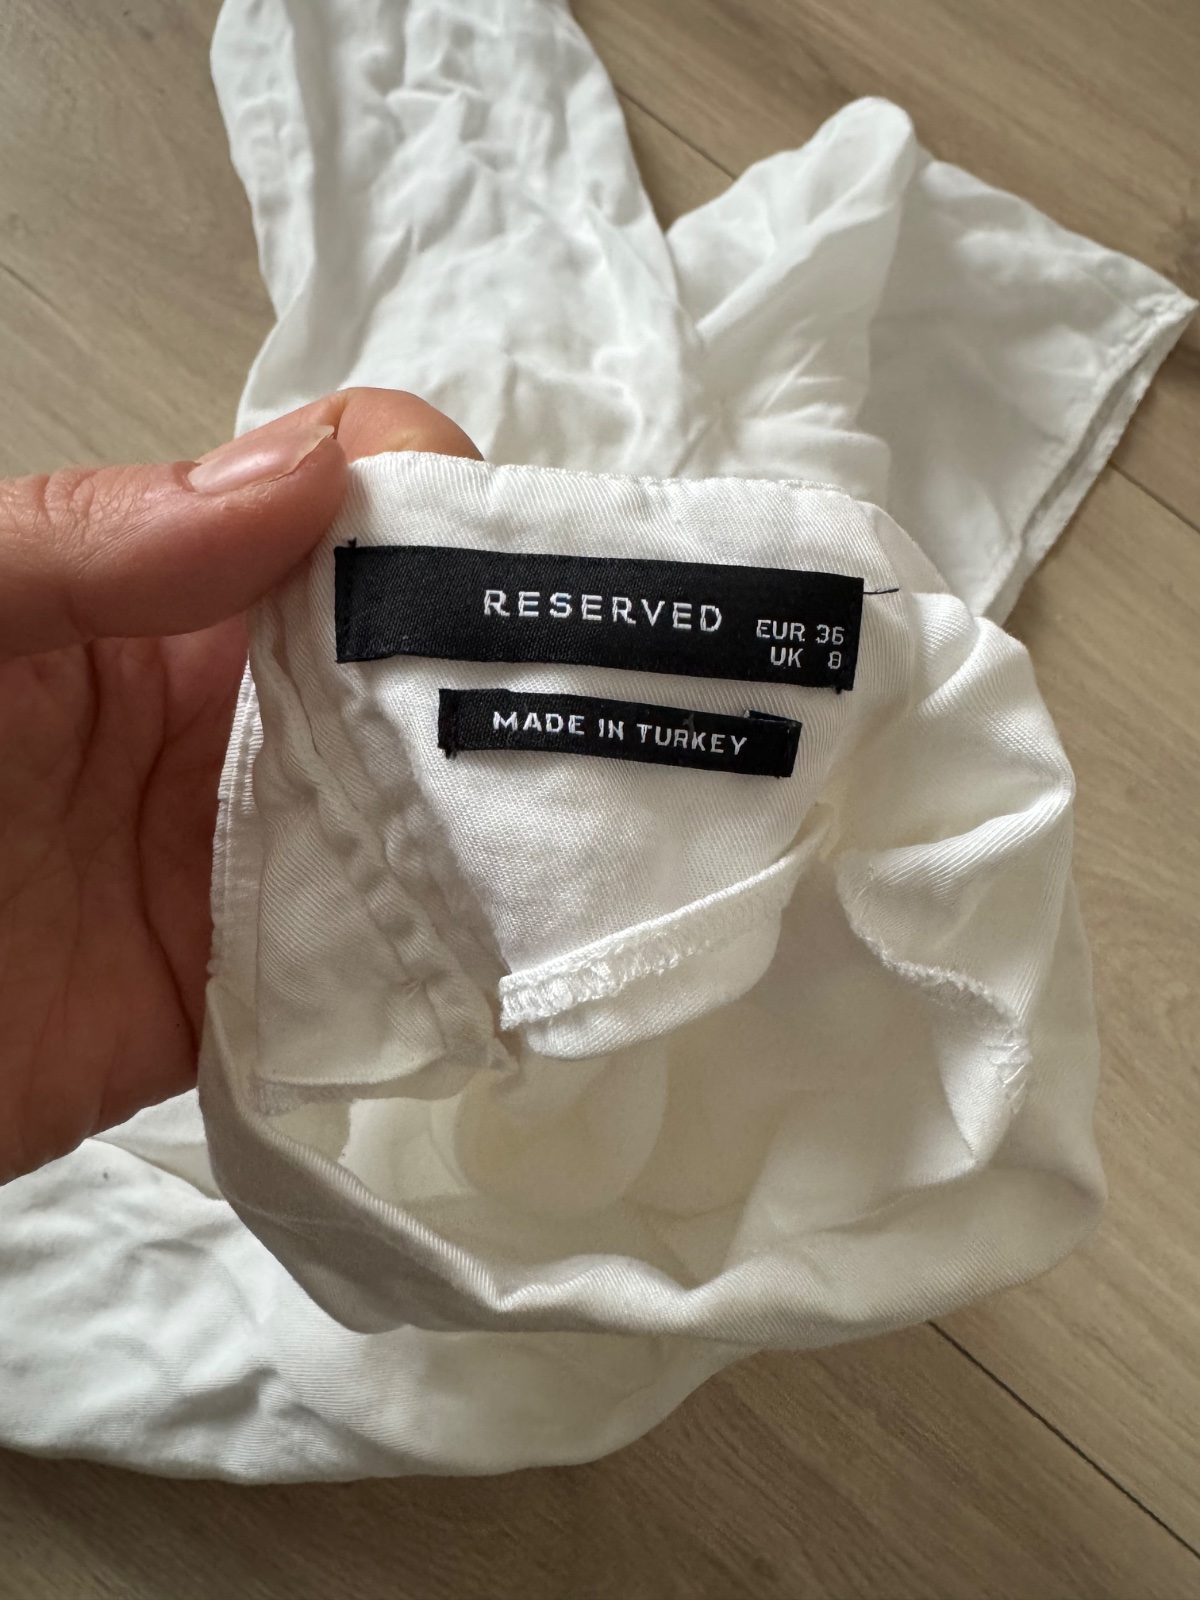 RESERVED
EUR 36
UK 8
MADE IN TURKEY